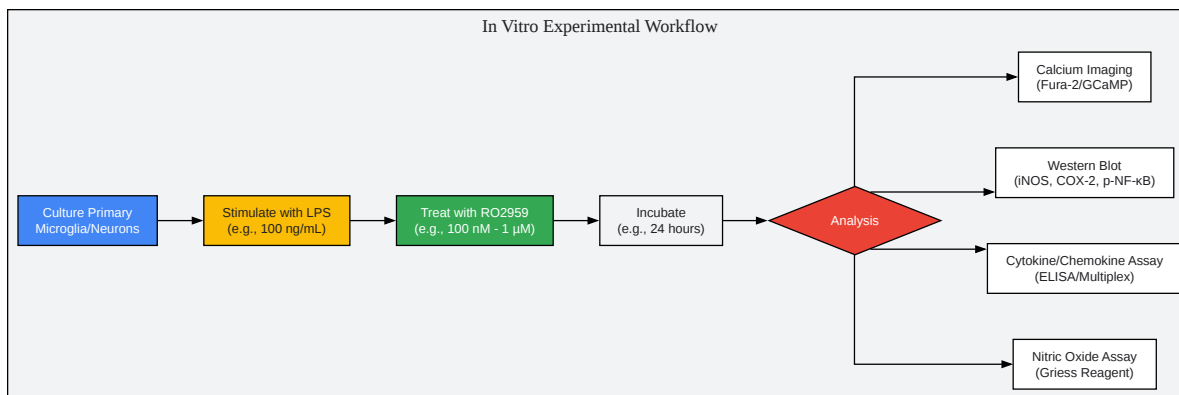 In Vitro Experimental Workflow
Culture Primary
Microglia/Neurons
Stimulate with LPS
(e.g., 100 ng/mL)
Treat with RO2959
(e.g., 100 nM - 1 µM)
Incubate
(e.g., 24 hours)
Analysis
Calcium Imaging
(Fura-2/GCaMP)
Western Blot
(iNOS, COX-2, p-NF-κB)
Cytokine/Chemokine Assay
(ELISA/Multiplex)
Nitric Oxide Assay
(Griess Reagent)